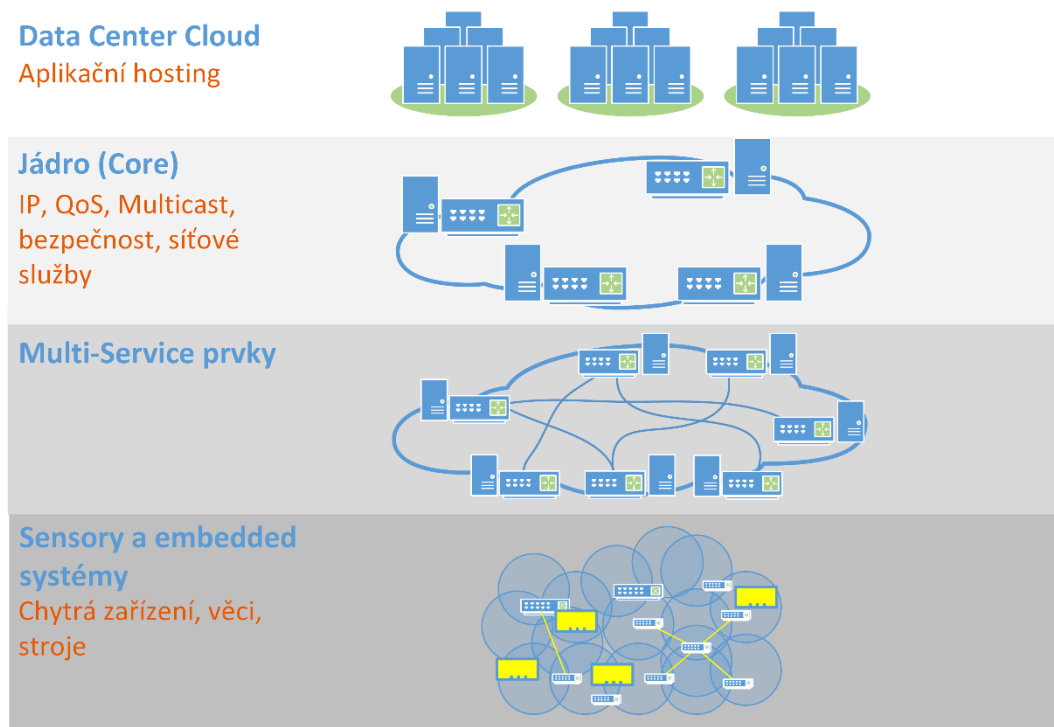 Data Center Cloud
Aplikační hosting
Jádro (Core)
IP, QoS, Multicast,
bezpečnost, síťové
služby
Multi-Service prvky
Sensory a embedded
systémy
Chytrá zařízení, věci,
stroje